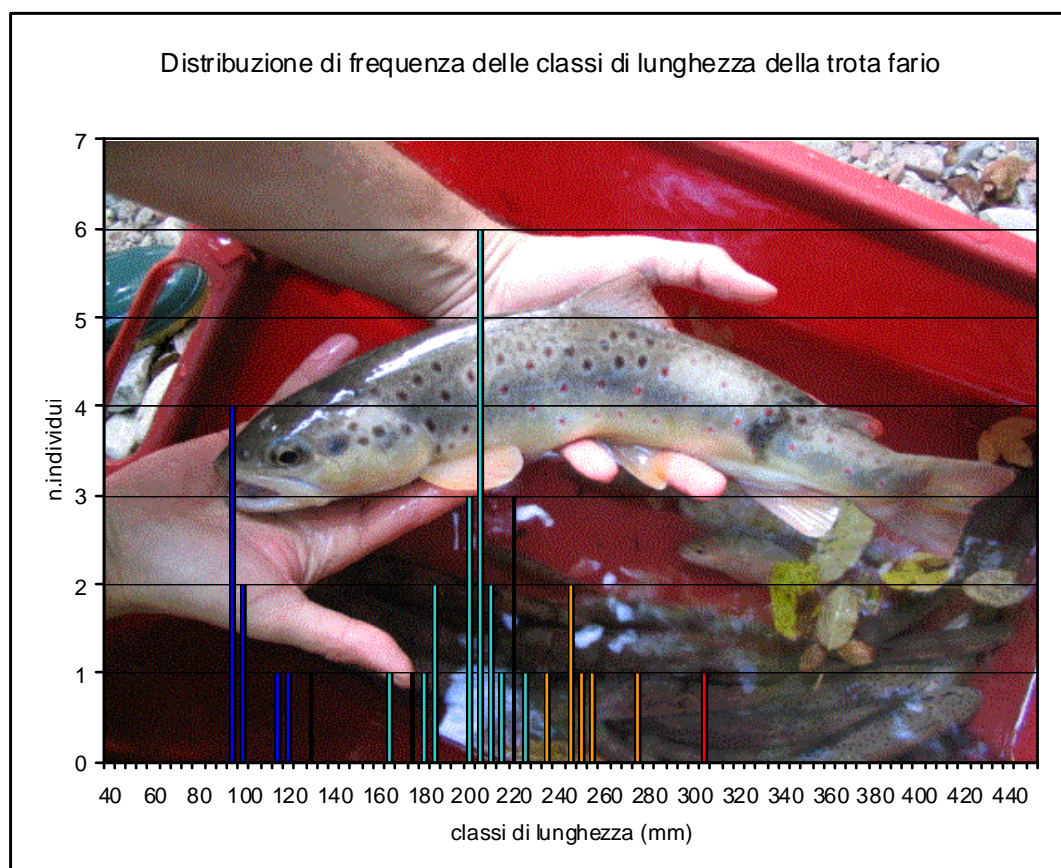 Distribuzione di frequenza delle classi di lunghezza della trota fario
7
6
5
4
3
2
1
0
n.individui
40 60 80 100 120 140 160 180 200 220 240 260 280 300 320 340 360 380 400 420 440
classi di lunghezza (mm)